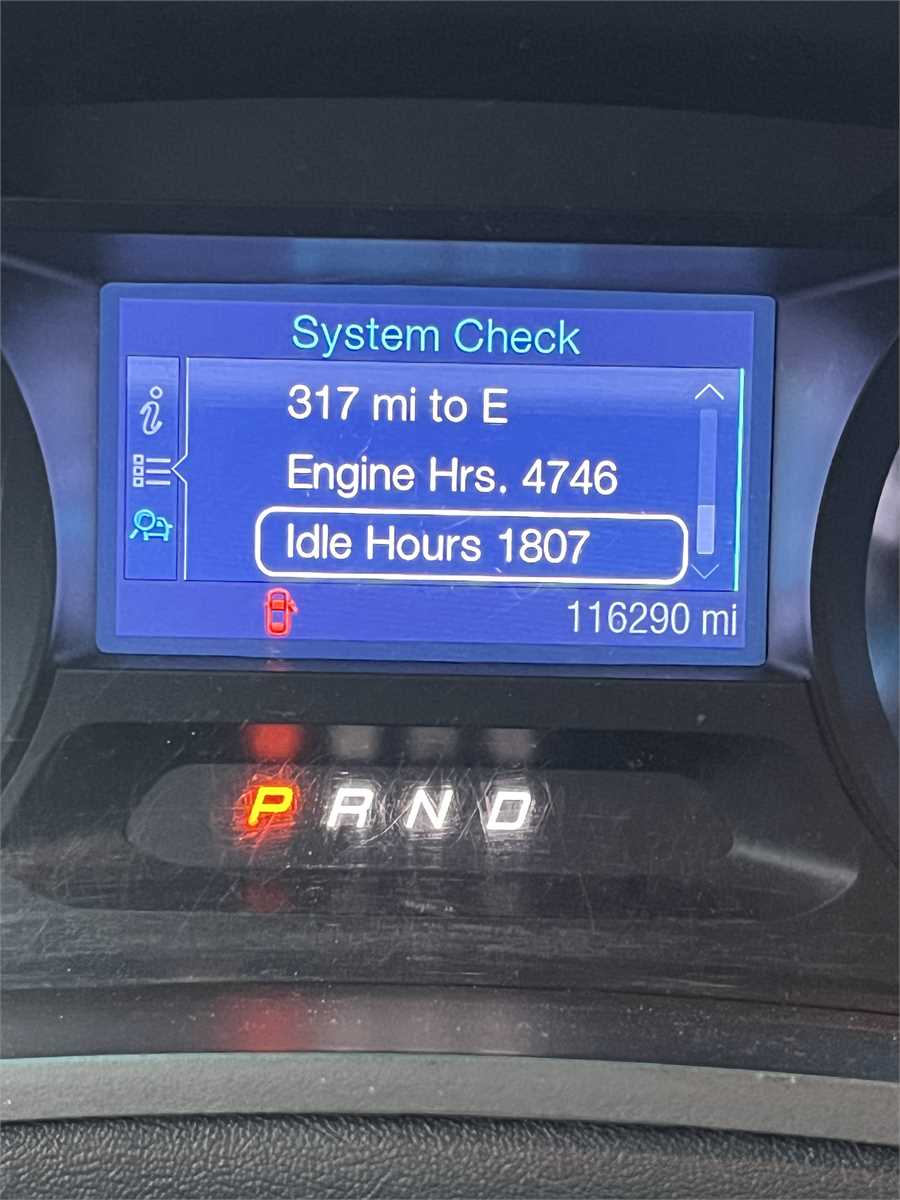 System Check
317 mi to E
Engine Hrs. 4746
Idle Hours 1807
116290 mi
P R N D